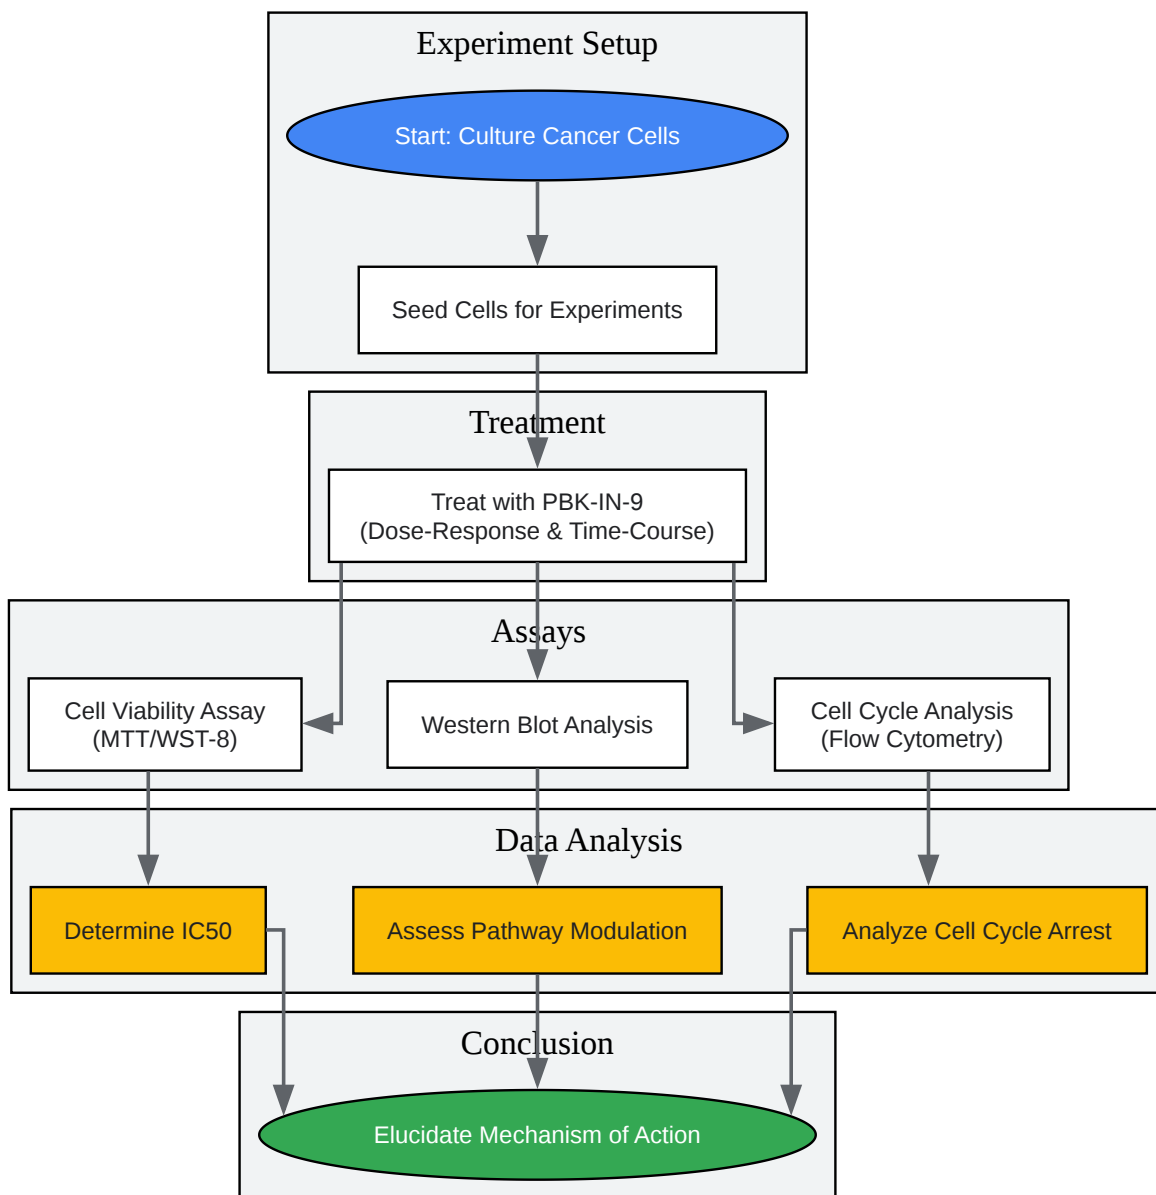 Experiment Setup
Start: Culture Cancer Cells
Seed Cells for Experiments
Treatment
Treat with PBK-IN-9
(Dose-Response & Time-Course)
Assays
Cell Viability Assay
(MTT/WST-8)
Western Blot Analysis
Cell Cycle Analysis
(Flow Cytometry)
Data Analysis
Determine IC50
Assess Pathway Modulation
Analyze Cell Cycle Arrest
Conclusion
Elucidate Mechanism of Action